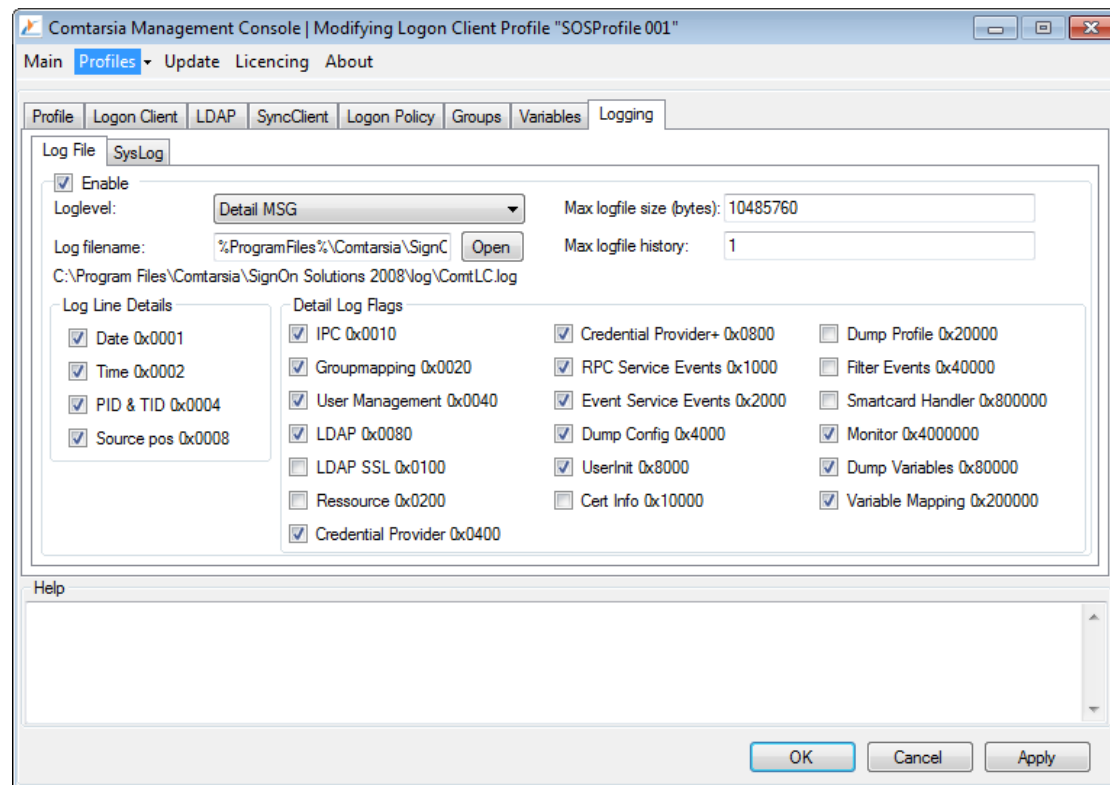 Comtarsia Management Console | Modifying Logon Client Profile "SOSProfile 001"
Main Profiles Update Licencing About
Profile Logon Client LDAP SyncClient Logon Policy Groups Variables Logging
Log File SysLog
Enable
Loglevel: Detail MSG Max logfile size (bytes): 10485760
Log filename: %ProgramFiles%\Comtarsia\SignC Open Max logfile history: 1
C:\Program Files\Comtarsia\SignOn Solutions 2008\log\ComtLC.log
Log Line Details
Date 0x0001
Time 0x0002
PID & TID 0x0004
Source pos 0x0008
Detail Log Flags
IPC 0x0010
Groupmapping 0x0020
User Management 0x0040
LDAP 0x0080
LDAP SSL 0x0100
Ressource 0x0200
Credential Provider 0x0400
Credential Provider+ 0x0800
RPC Service Events 0x1000
Event Service Events 0x2000
Dump Config 0x4000
UserInit 0x8000
Cert Info 0x10000
Dump Profile 0x20000
Filter Events 0x40000
Smartcard Handler 0x800000
Monitor 0x4000000
Dump Variables 0x80000
Variable Mapping 0x200000
Help
OK Cancel Apply